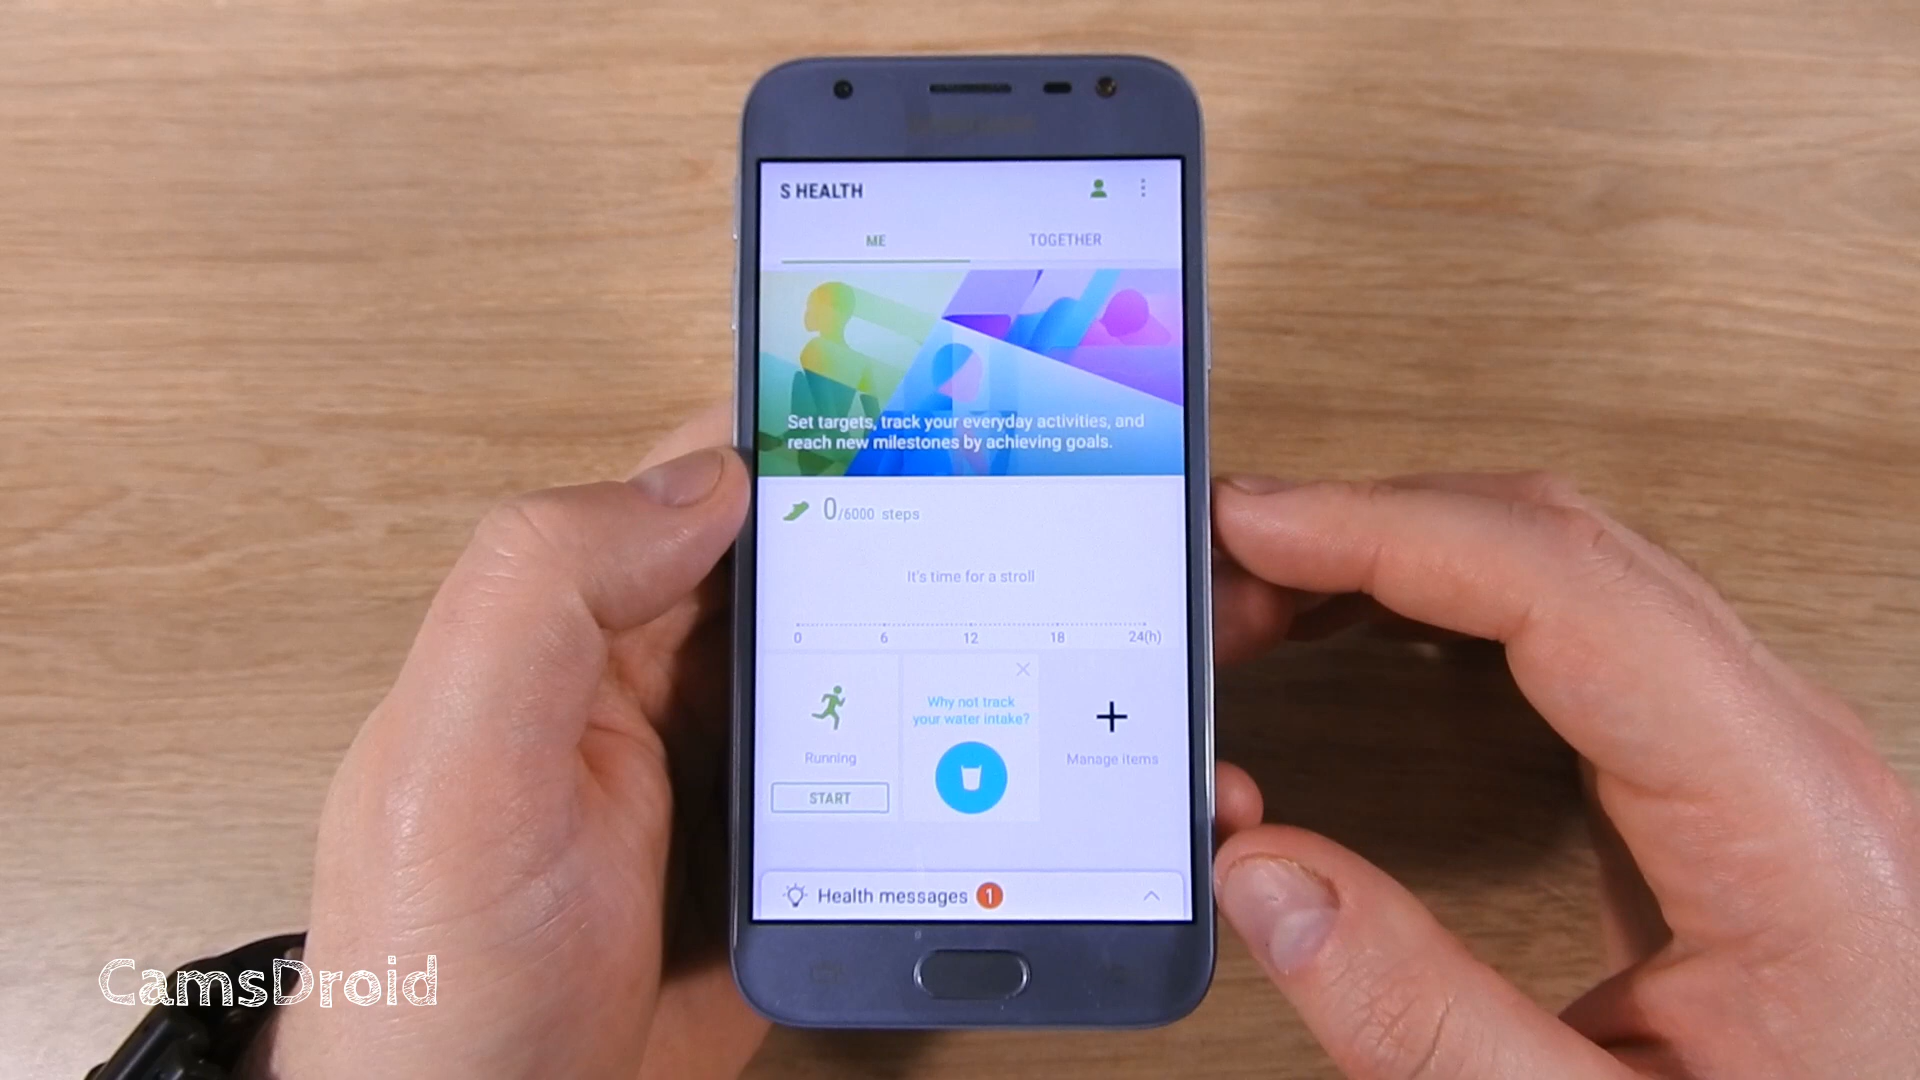 S HEALTH
ME
TOGETHER
Set targets, track your everyday activities, and
reach new milestones by achieving goals.
0/6000 steps
It's time for a stroll
0 6 12 18 24(h)
Running
START
Why not track
your water intake?
Manage items
Health messages 1
CamsDroid